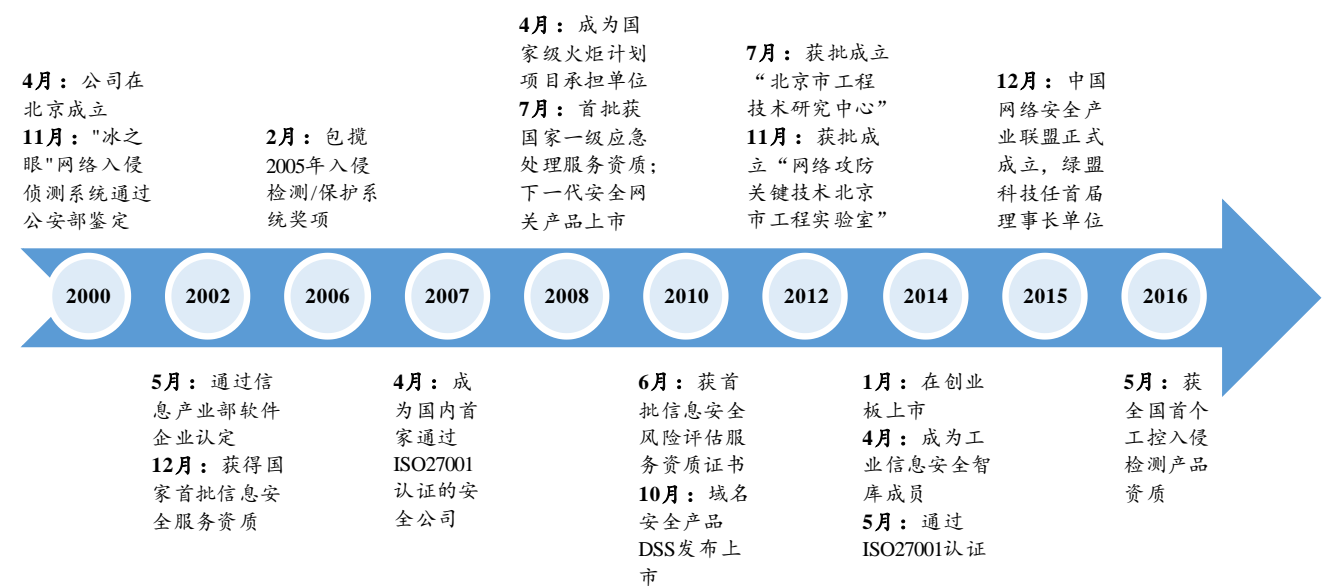 4月：公司在
北京成立
11月："冰之
眼"网络入侵
侦测系统通过
公安部鉴定
2月：包揽
2005年入侵
检测/保护系
统奖项
4月：成为国
家级火炬计划
项目承担单位
7月：首批获
国家一级应急
处理服务资质；
下一代安全网
关产品上市
7月：获批成立
“北京市工程
技术研究中心”
11月：获批成
立“网络攻防
关键技术北京
市工程实验室”
12月：中国
网络安全产
业联盟正式
成立，绿盟
科技任首届
理事长单位
2000
2002
2006
2007
2008
2010
2012
2014
2015
2016
5月：通过信
息产业部软件
企业认定
12月：获得国
家首批信息安
全服务资质
4月：成
为国内首
家通过
ISO27001
认证的安
全公司
6月：获首
批信息安全
风险评估服
务资质证书
10月：域名
安全产品
DSS发布上
市
1月：在创业
板上市
4月：成为工
业信息安全智
库成员
5月：通过
ISO27001认证
5月：获
全国首个
工控入侵
检测产品
资质